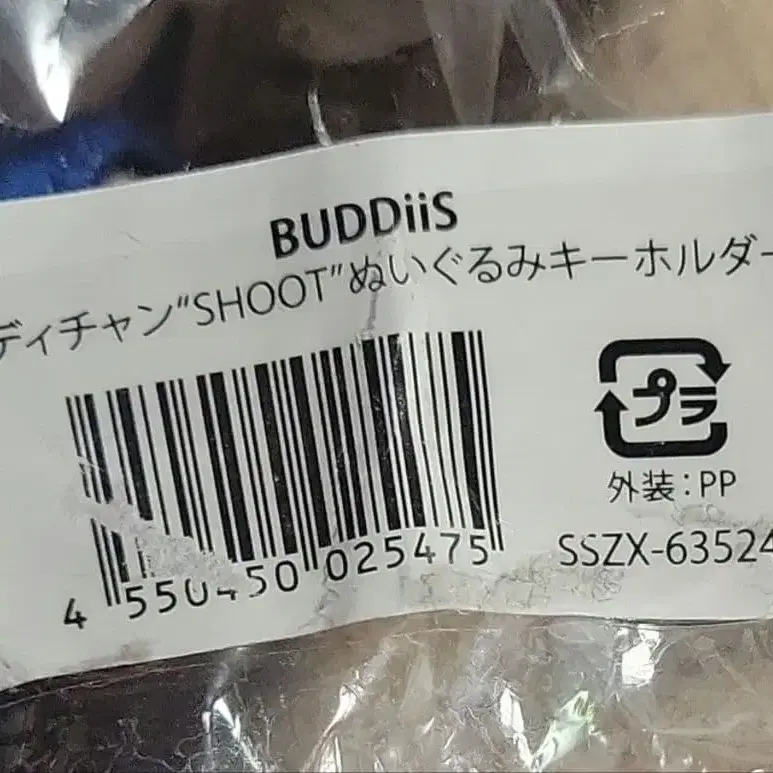 BUDDiiS
ディチャン"SHOOT"ぬいぐるみキーホルダー
プラ
外装:PP
4 550450 025475
SSZX-63524